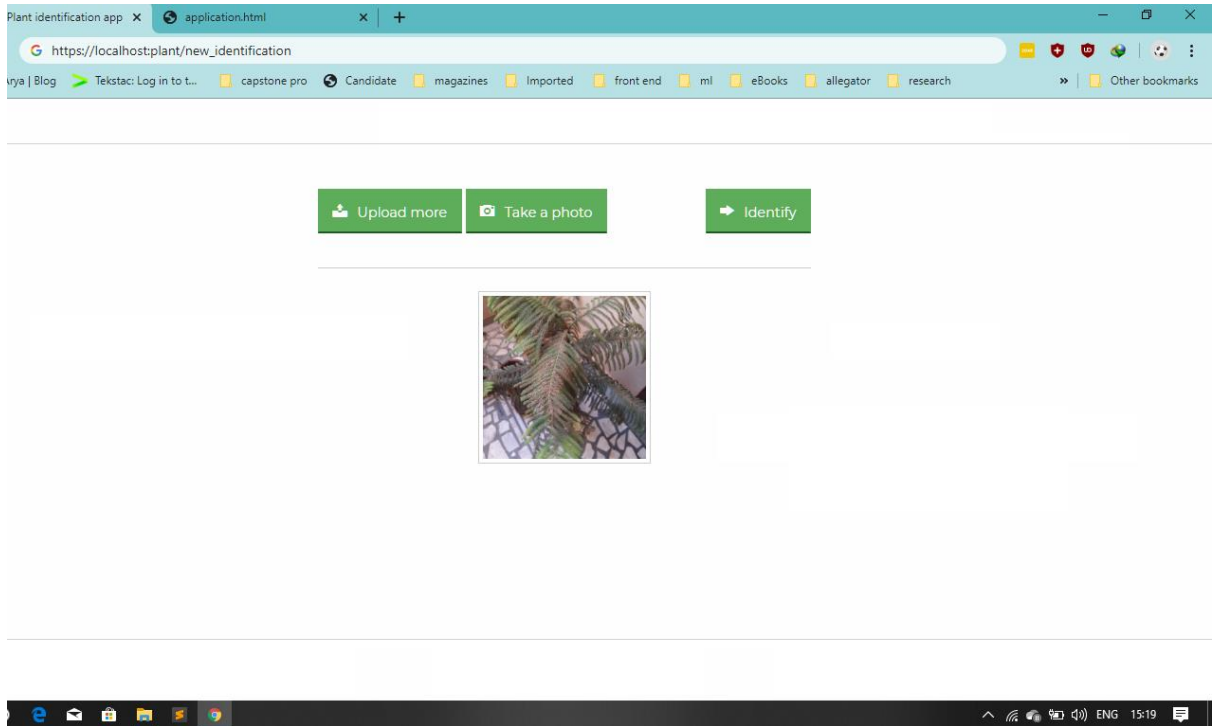 Plant identification app
application.html
https://localhost:plant/new_identification
Arya | Blog
Tekstac: Log in to t...
capstone pro
Candidate
magazines
Imported
front end
ml
eBooks
allegator
research
»
Other bookmarks
Upload more
Take a photo
Identify
ENG
15:19